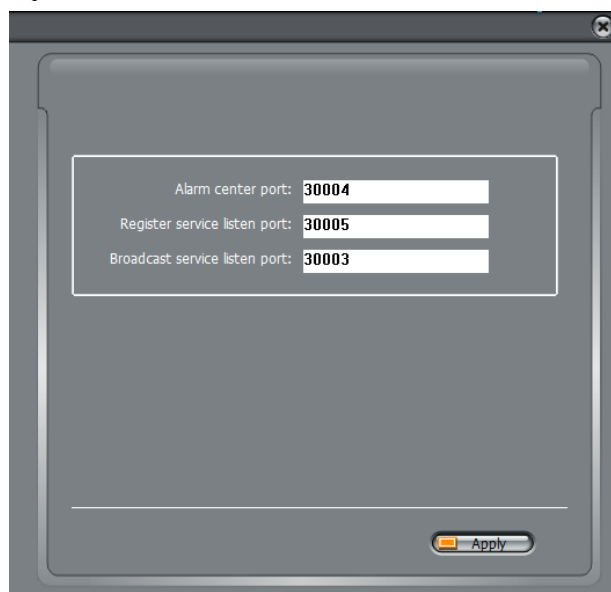 Alarm center port: 30004
Register service listen port: 30005
Broadcast service listen port: 30003
Apply